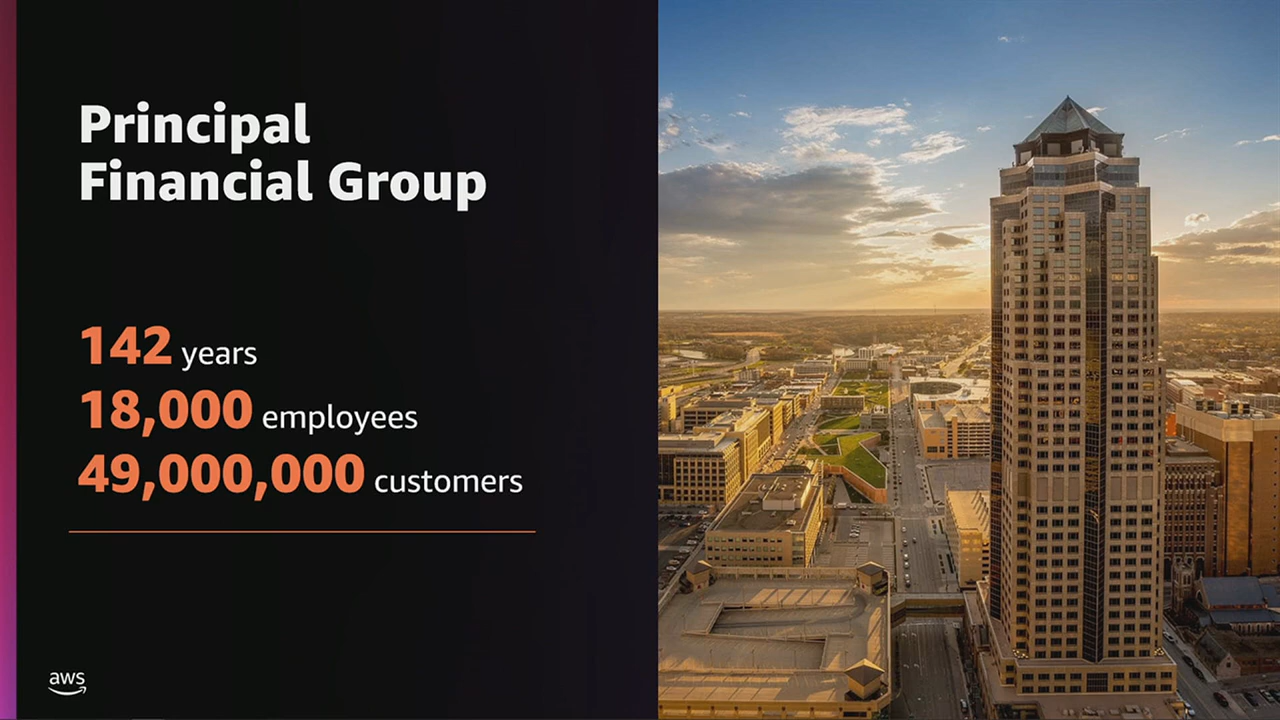 Principal
Financial Group
142 years
18,000 employees
49,000,000 customers
aws